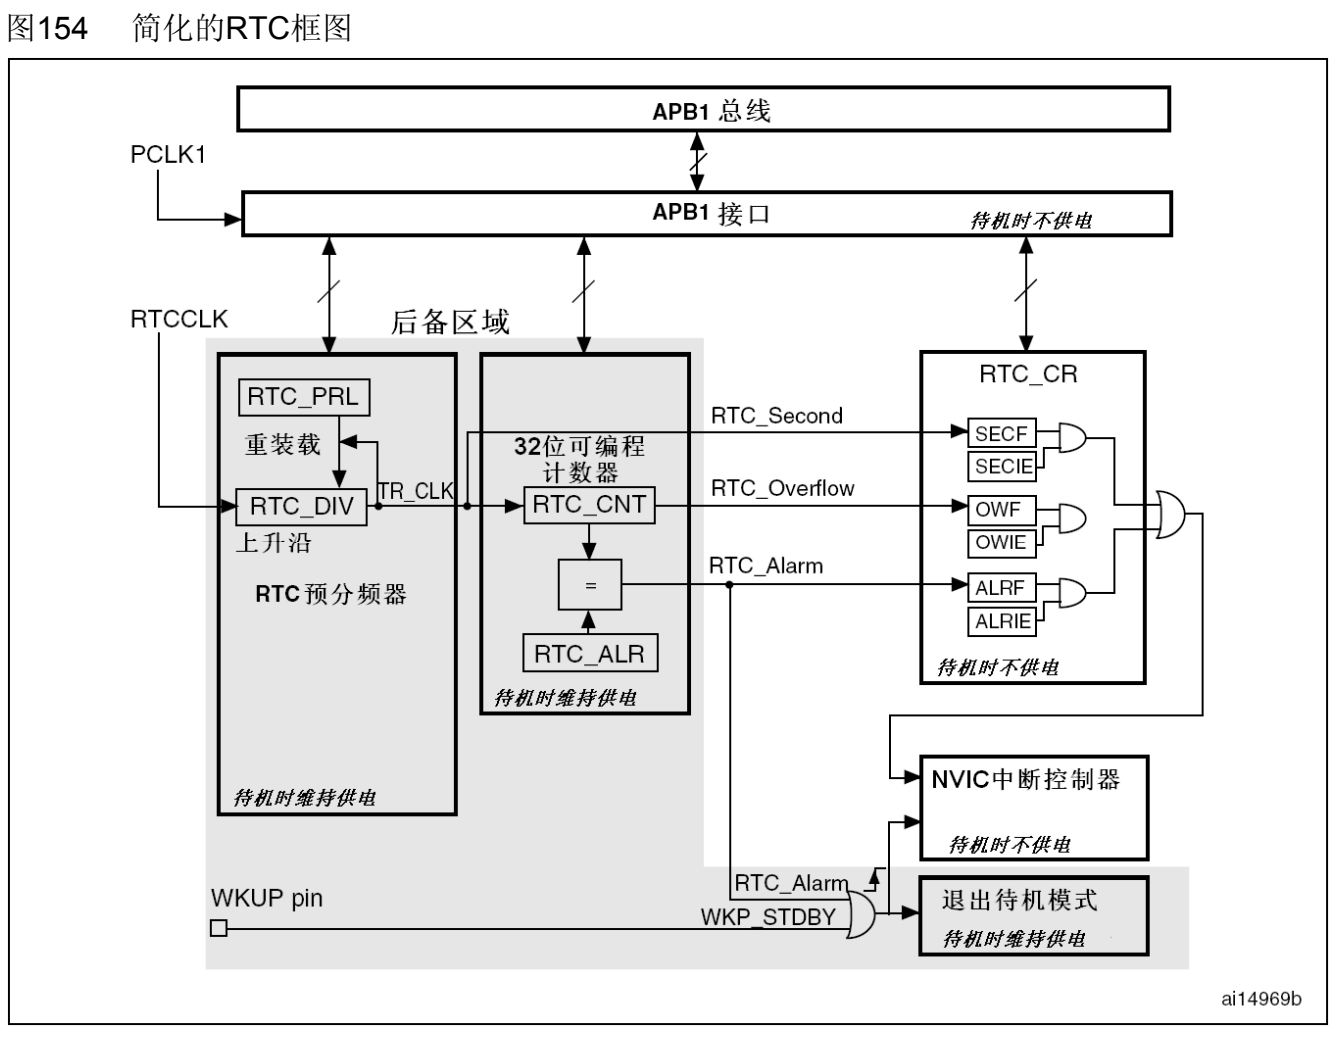 图154 简化的RTC框图
APB1 总线
PCLK1
APB1 接口
待机时不供电
RTCCLK
后备区域
RTC_PRL
重装载
RTC_DIV
TR_CLK
上升沿
RTC预分频器
待机时维持供电
32位可编程
计数器
RTC_CNT
=
RTC_ALR
待机时维持供电
RTC_Second
RTC_Overflow
RTC_Alarm
RTC_CR
SECF
SECIE
OWF
OWIE
ALRF
ALRIE
待机时不供电
NVIC中断控制器
待机时不供电
RTC_Alarm
WKUP pin
WKP_STDBY
退出待机模式
待机时维持供电
ai14969b